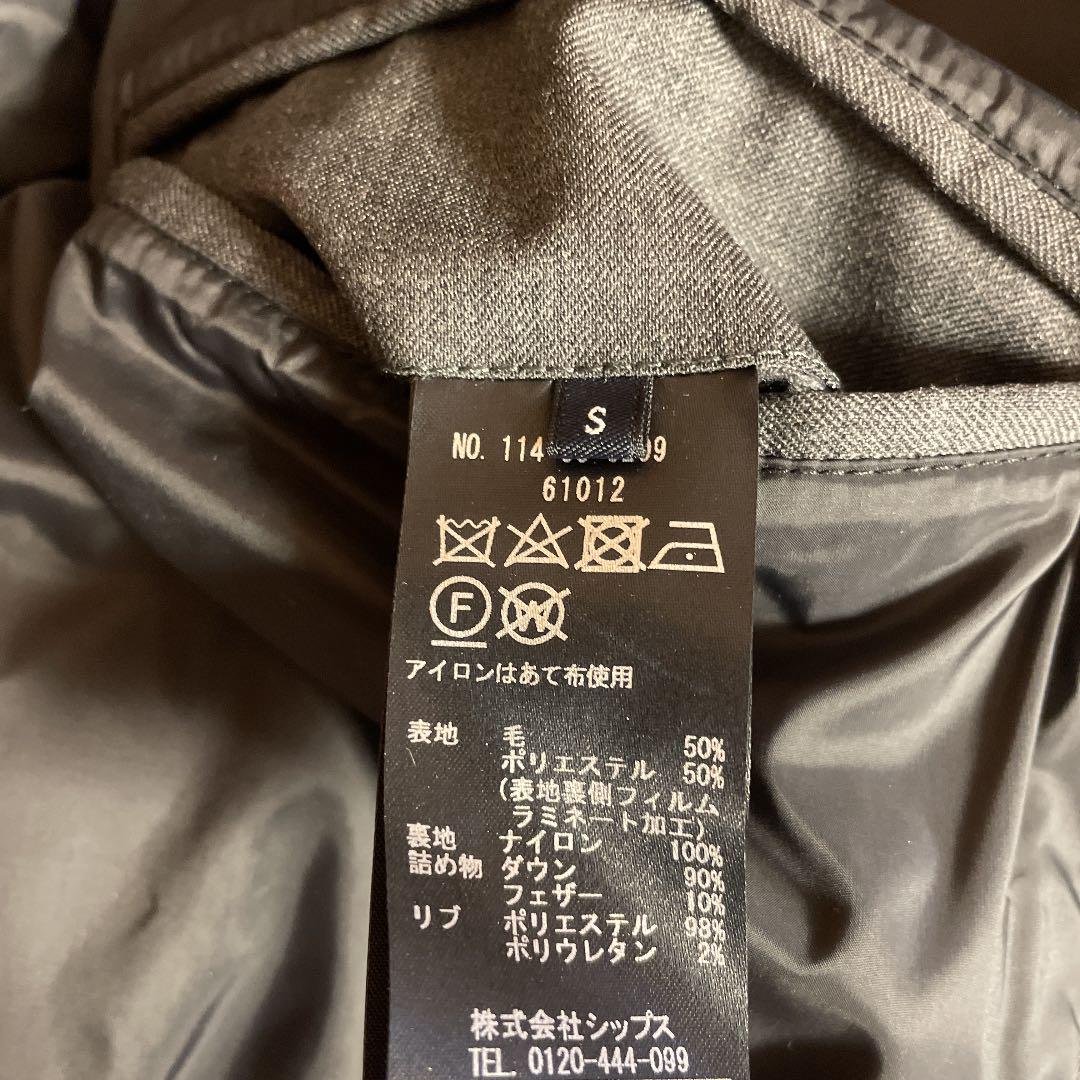 S
NO. 114
61012
F
W
アイロンはあて布使用
表地 毛 50%
ポリエステル 50%
(表地裏側フィルム
ラミネート加工)
裏地 ナイロン 100%
詰め物 ダウン 90%
フェザー 10%
リブ ポリエステル 98%
ポリウレタン 2%
株式会社シップス
TEL. 0120-444-099